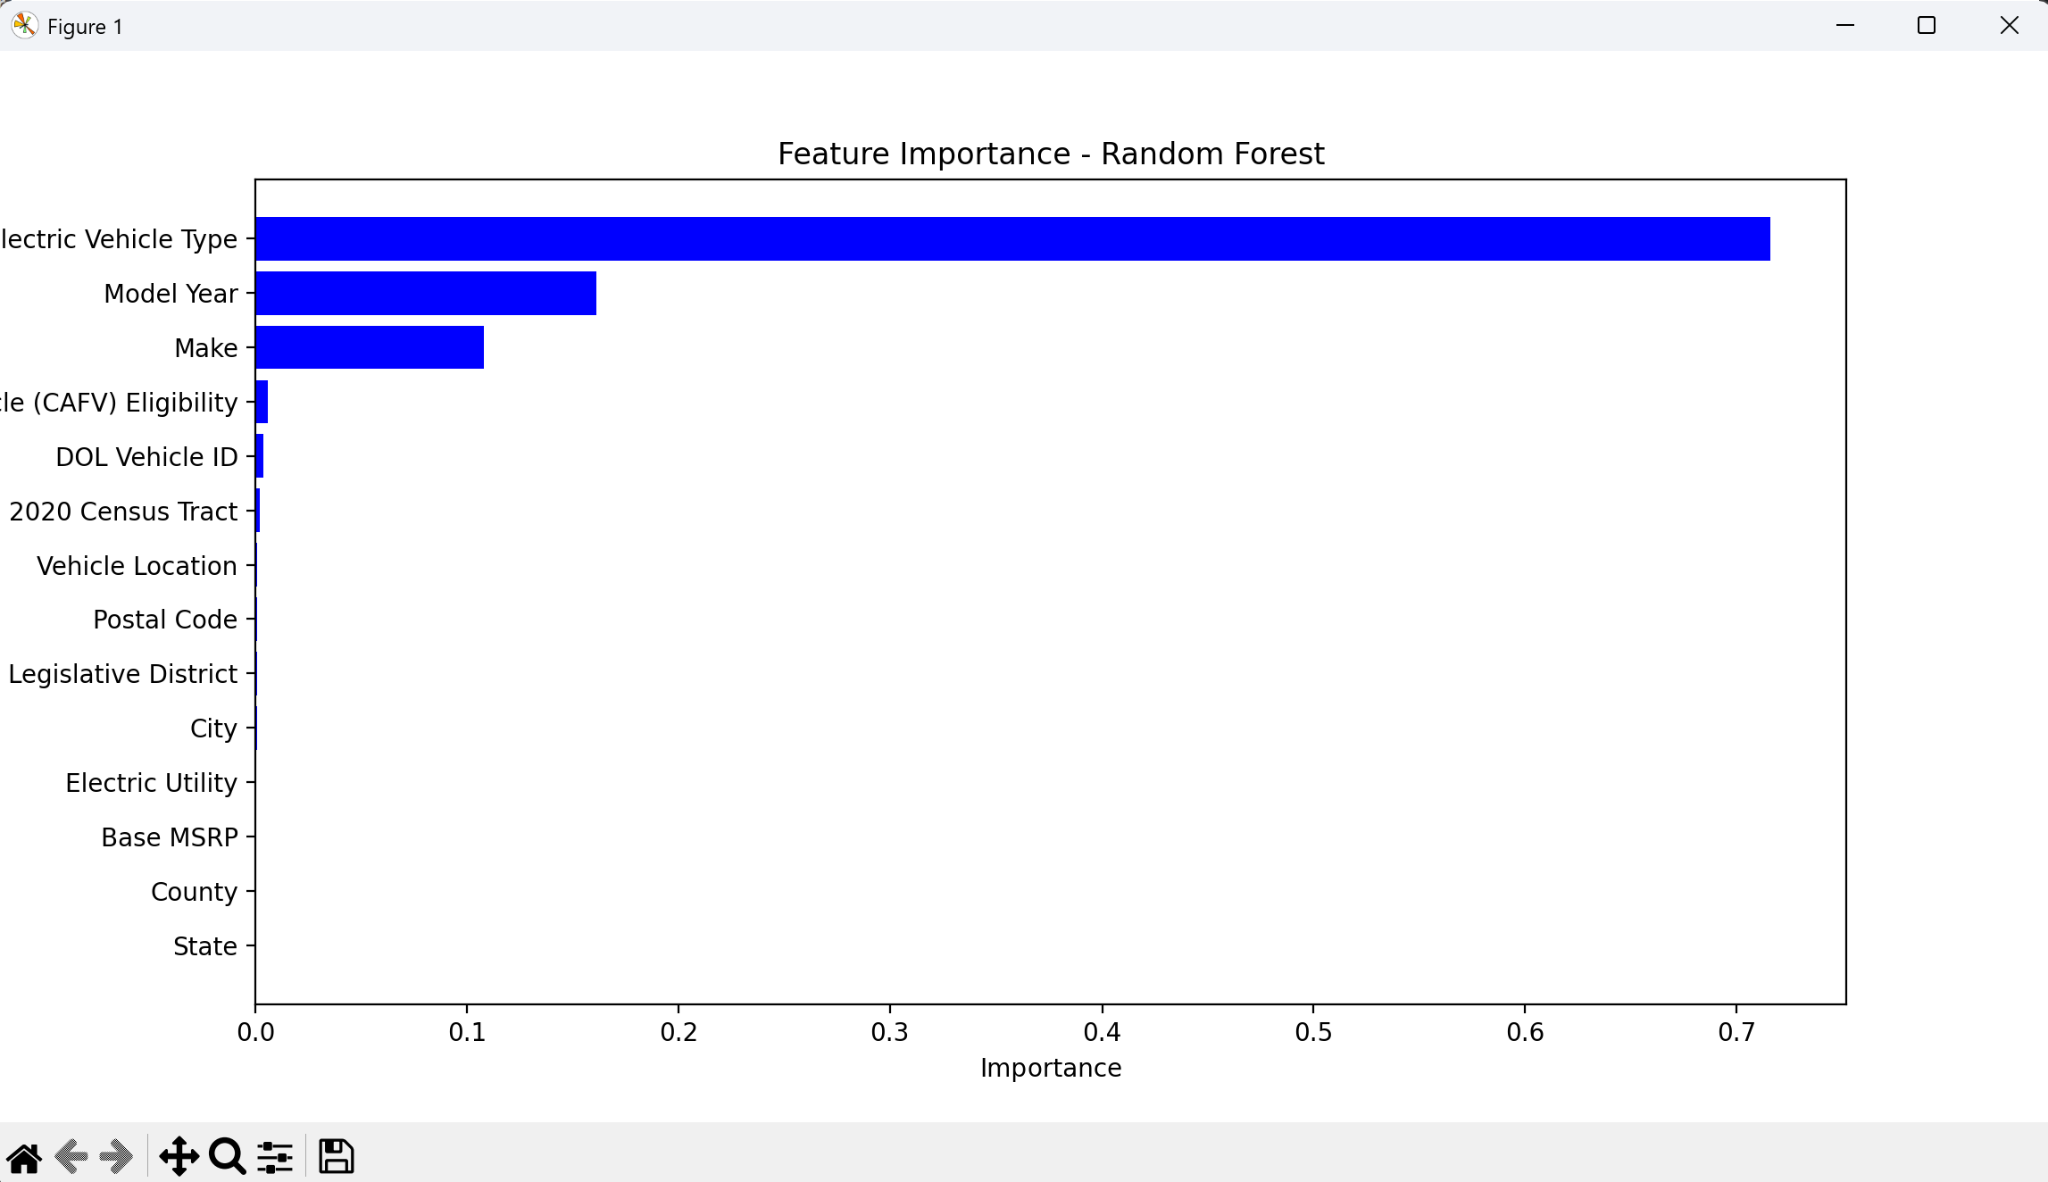 Figure 1
Feature Importance - Random Forest
lectric Vehicle Type
Model Year
Make
le (CAFV) Eligibility
DOL Vehicle ID
2020 Census Tract
Vehicle Location
Postal Code
Legislative District
City
Electric Utility
Base MSRP
County
State
0.0 0.1 0.2 0.3 0.4 0.5 0.6 0.7
Importance